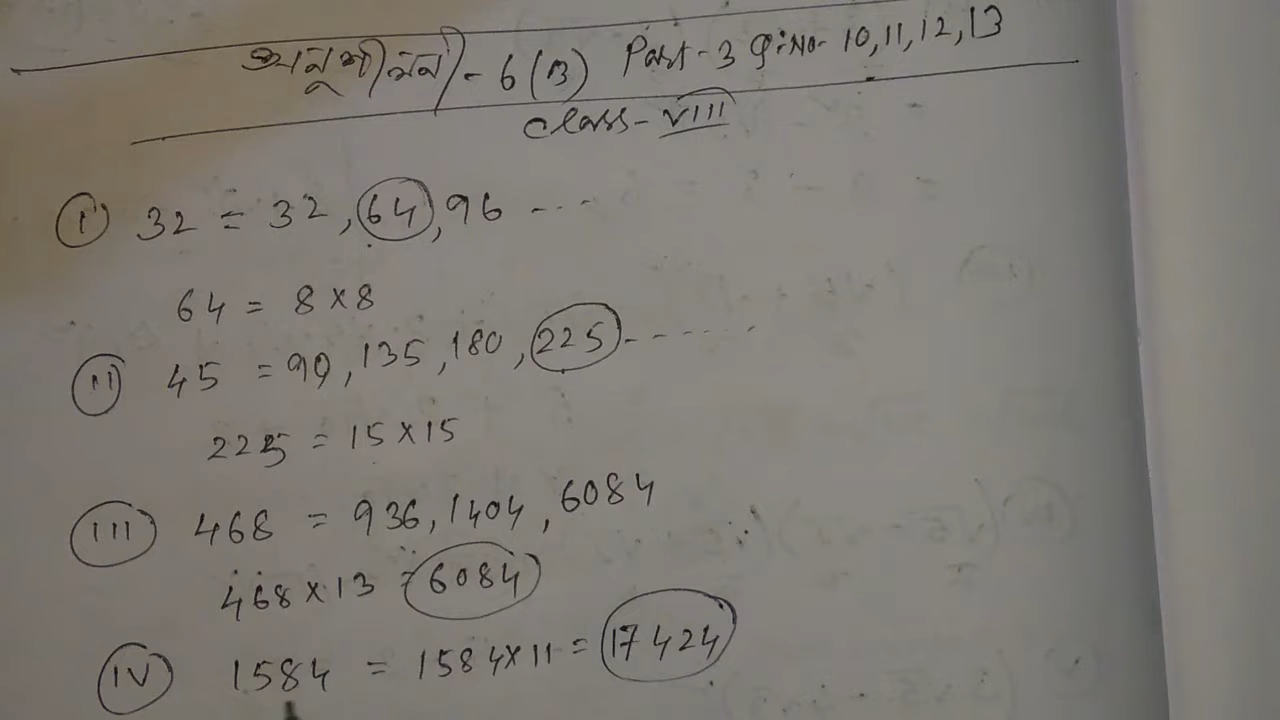 অনুশীলনী - 6 (B) Part - 3 Q.No- 10, 11, 12, 13
Class - VIII
(I) 32 = 32, 64, 96 ----
64 = 8 × 8
(II) 45 = 90, 135, 180, 225 ------
225 = 15 × 15
(III) 468 = 936, 1404, 6084
468 × 13 = 6084
(IV) 1584 = 1584 × 11 = 17424